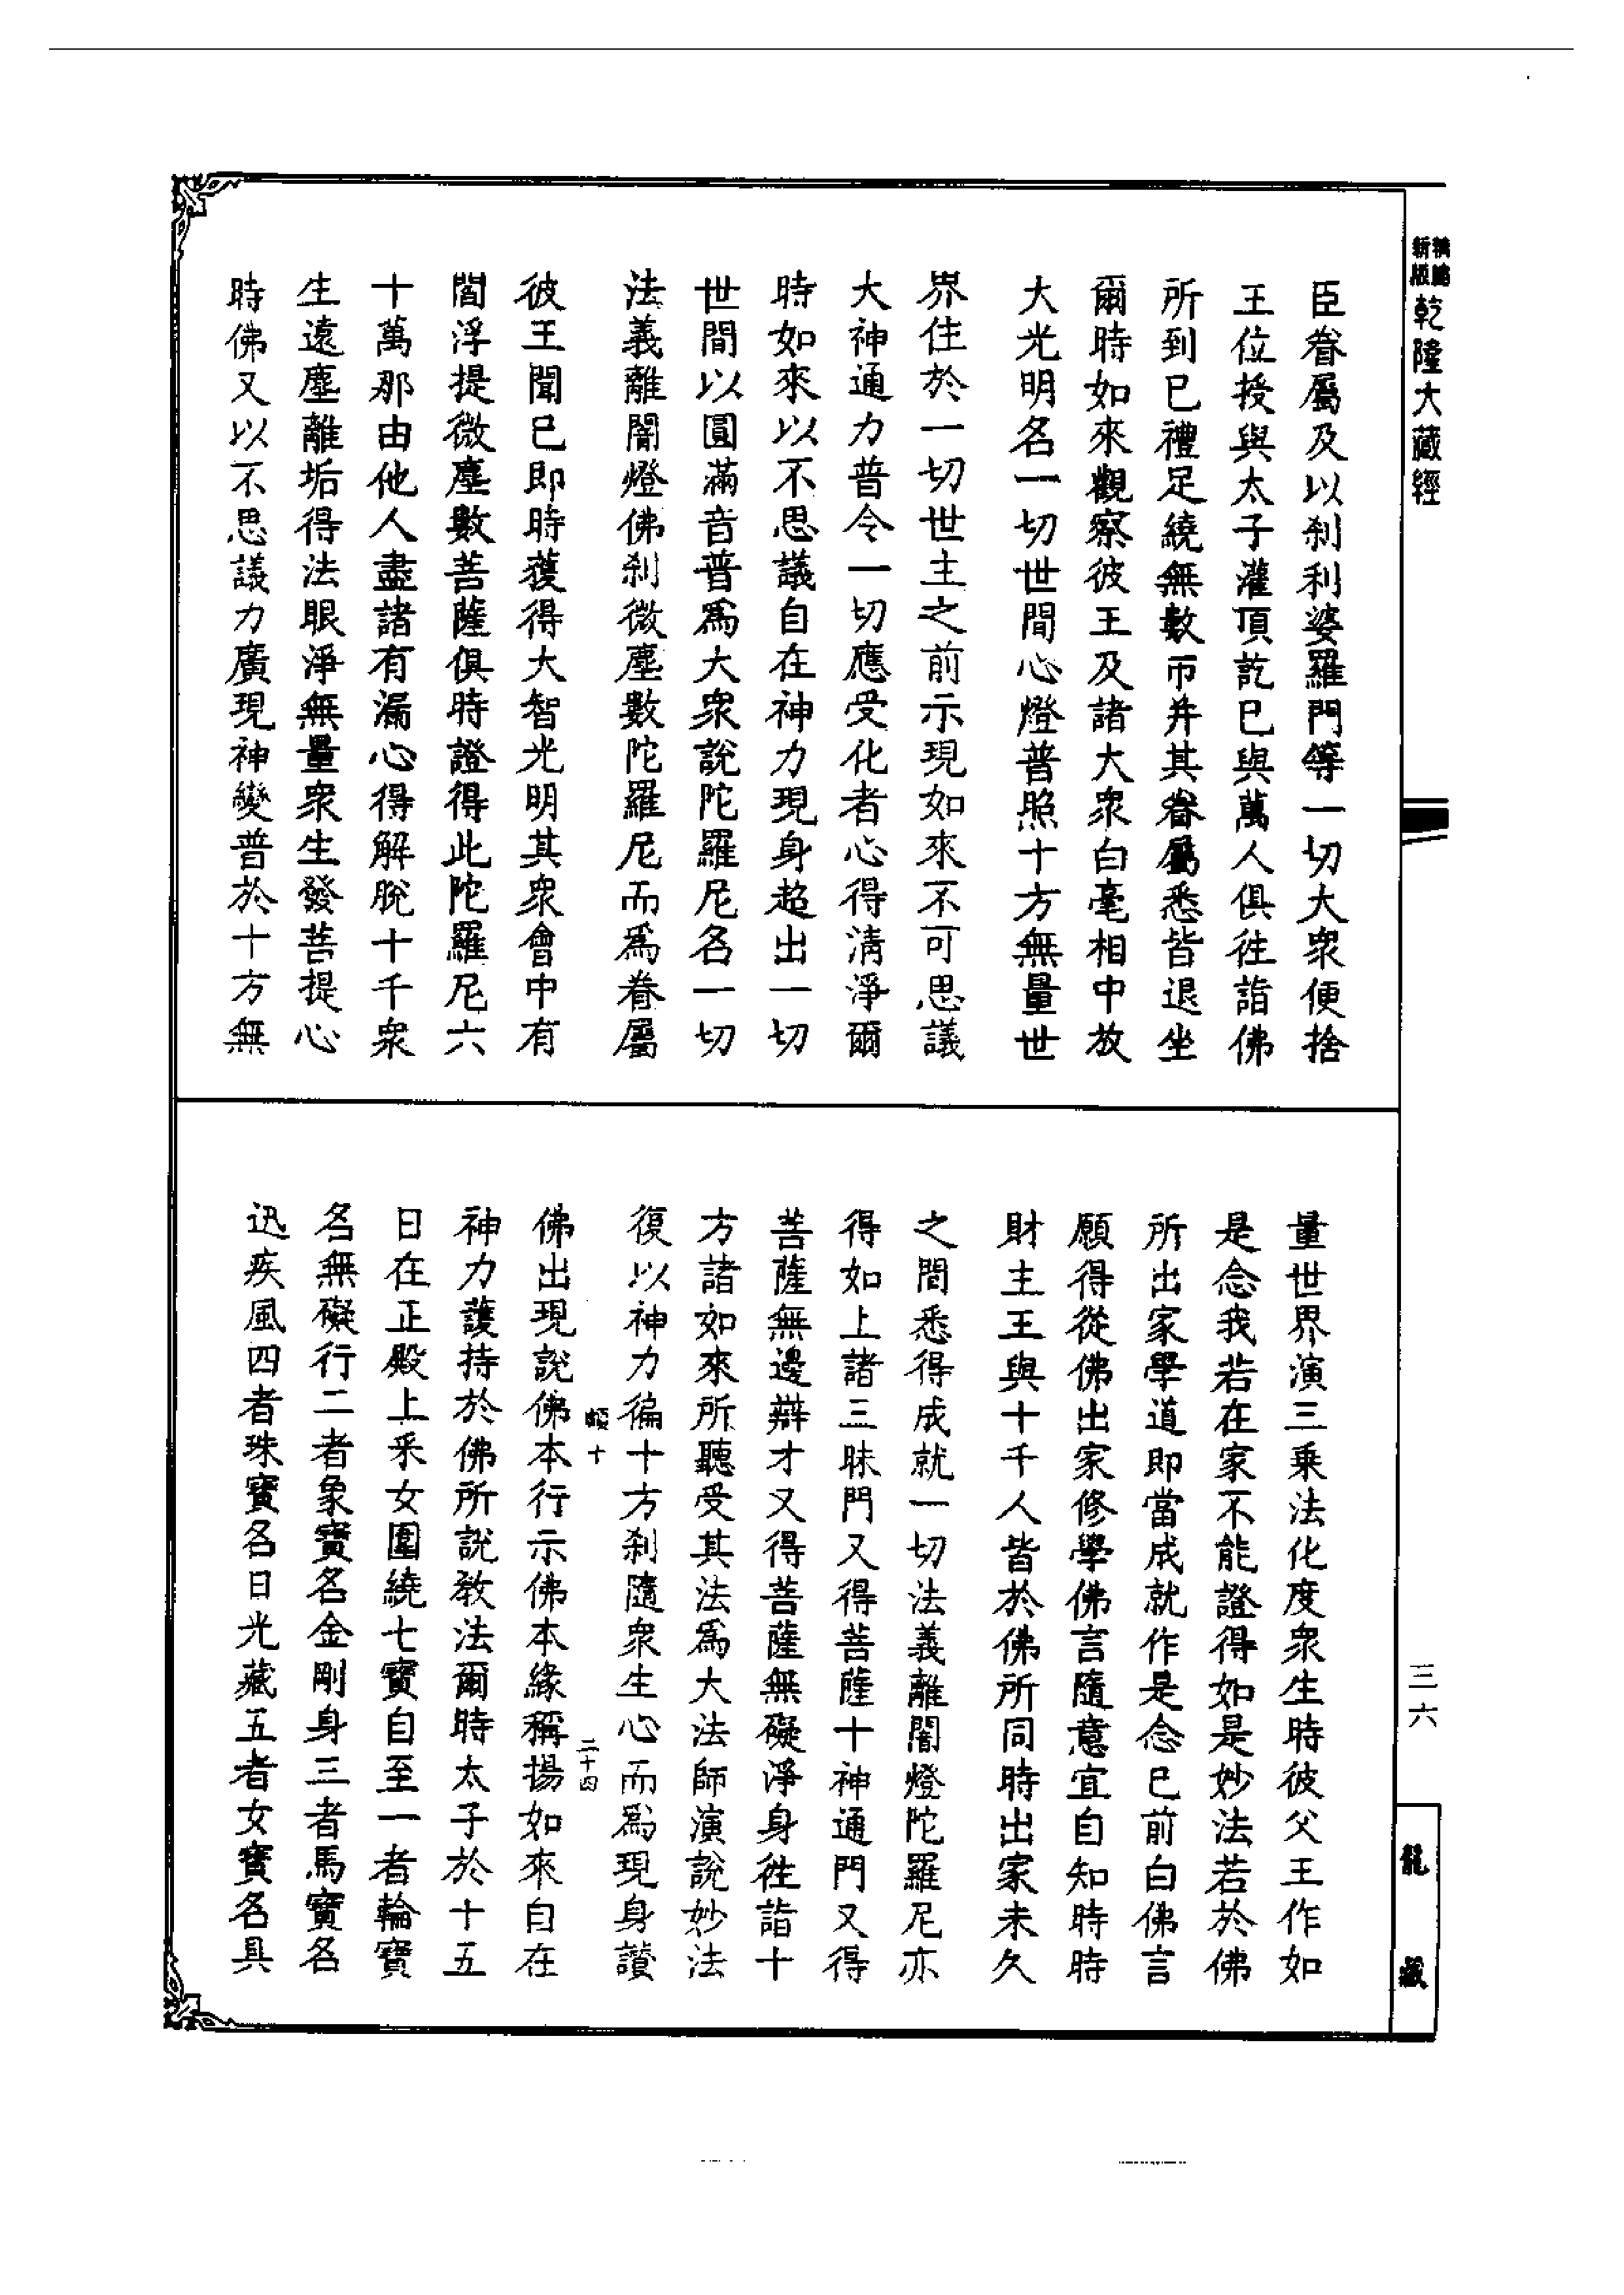 新編縮版乾隆大藏經
臣眷屬及以刹利婆羅門等一切大衆便捨
王位授與太子灌頂訖已與萬人俱往詣佛
所到已禮足繞無數帀并其眷屬悉皆退坐
爾時如來觀察彼王及諸大衆白毫相中放
大光明名一切世間心燈普照十方無量世
界住於一切世主之前示現如來不可思議
大神通力普令一切應受化者心得清淨爾
時如來以不思議自在神力現身超出一切
世間以圓滿音普爲大衆說陀羅尼名一切
法義離闇燈佛刹微塵數陀羅尼而爲眷屬
彼王聞已即時獲得大智光明其衆會中有
閻浮提微塵數菩薩俱時證得此陀羅尼六
十萬那由他人盡諸有漏心得解脫十千衆
生遠塵離垢得法眼淨無量衆生發菩提心
時佛又以不思議力廣現神變普於十方無
量世界演三乘法化度衆生時彼父王作如
是念我若在家不能證得如是妙法若於佛
所出家學道即當成就作是念已前白佛言
願得從佛出家修學佛言隨意宜自知時時
財主王與十千人皆於佛所同時出家未久
之間悉得成就一切法義離闇燈陀羅尼亦
得如上諸三昧門又得菩薩十神通門又得
菩薩無邊辯才又得菩薩無礙淨身往詣十
方諸如來所聽受其法爲大法師演說妙法
復以神力徧十方刹隨衆生心而爲現身讚
十 二十四
佛出現說佛本行示佛本緣稱揚如來自在
神力護持於佛所說教法爾時太子於十五
日在正殿上釆女圍繞七寶自至一者輪寶
名無礙行二者象寶名金剛身三者馬寶名
迅疾風四者珠寶名日光藏五者女寶名具
三六
龍藏